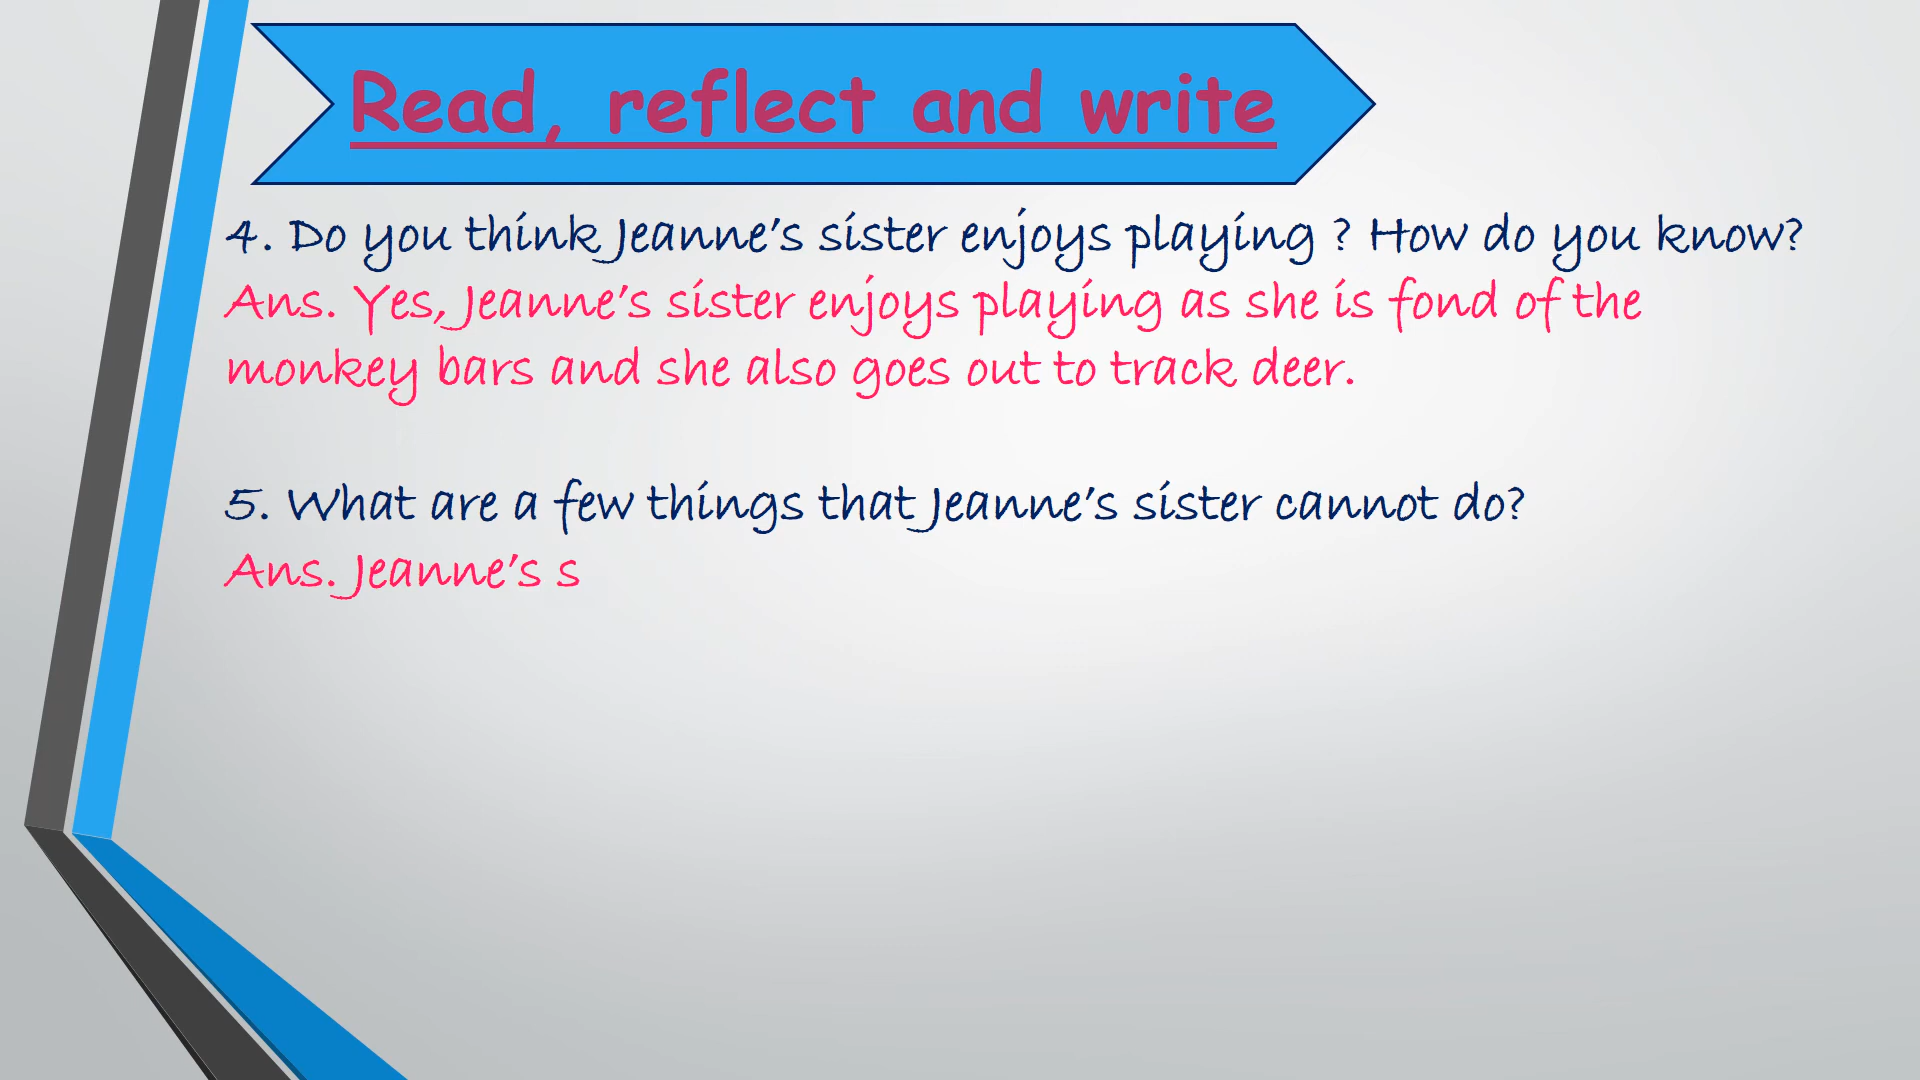 Read, reflect and write
4. Do you think Jeanne's sister enjoys playing ? How do you know?
Ans. Yes, Jeanne's sister enjoys playing as she is fond of the
monkey bars and she also goes out to track deer.
5. What are a few things that Jeanne's sister cannot do?
Ans. Jeanne's s